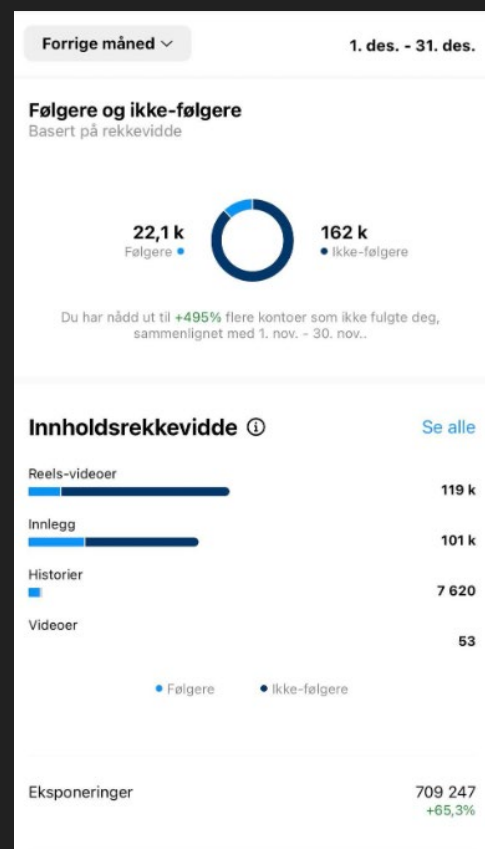 Forrige måned
1. des. - 31. des.
Følgere og ikke-følgere
Basert på rekkevidde
22,1 k
Følgere
162 k
Ikke-følgere
Du har nådd ut til +495% flere kontoer som ikke fulgte deg,
sammenlignet med 1. nov. - 30. nov..
Innholdsrekkevidde
Se alle
Reels-videoer
119 k
Innlegg
101 k
Historier
7 620
Videoer
53
Følgere
Ikke-følgere
Eksponeringer
709 247
+65,3%